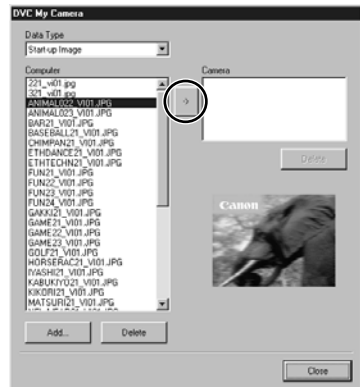 DVC My Camera
Data Type
Start-up Image
Computer
Camera
221_vi01.jpg
321_vi01.jpg
ANIMAL022_VI01.JPG
ANIMAL023_VI01.JPG
BAR21_VI01.JPG
BASEBALL21_VI01.JPG
CHIMPAN21_VI01.JPG
ETHDANCE21_VI01.JPG
ETHTECHN21_VI01.JPG
FUN21_VI01.JPG
FUN22_VI01.JPG
FUN23_VI01.JPG
FUN24_VI01.JPG
GAKKI21_VI01.JPG
GAME21_VI01.JPG
GAME22_VI01.JPG
GAME23_VI01.JPG
GOLF21_VI01.JPG
HORSERAC21_VI01.JPG
IYASHI21_VI01.JPG
KABUKIYO21_VI01.JPG
KIKORI21_VI01.JPG
MATSURI21_VI01.JPG
Delete
Canon
Add...
Delete
Close